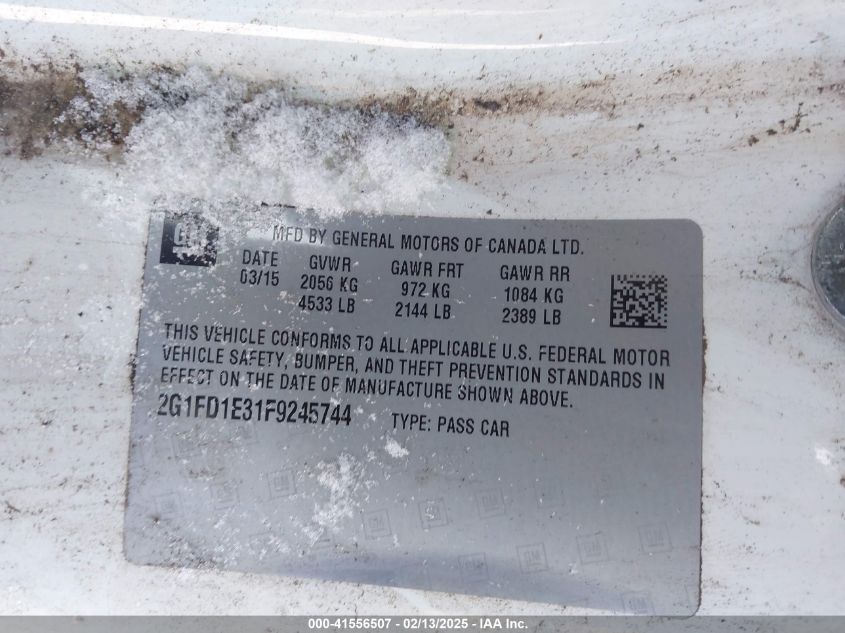 GM
MFD BY GENERAL MOTORS OF CANADA LTD.
DATE GVWR GAWR FRT GAWR RR
03/15 2056 KG 972 KG 1084 KG
4533 LB 2144 LB 2389 LB
THIS VEHICLE CONFORMS TO ALL APPLICABLE U.S. FEDERAL MOTOR
VEHICLE SAFETY, BUMPER, AND THEFT PREVENTION STANDARDS IN
EFFECT ON THE DATE OF MANUFACTURE SHOWN ABOVE.
2G1FD1E31F9245744 TYPE: PASS CAR
000-41556507 - 02/13/2025 - IAA Inc.